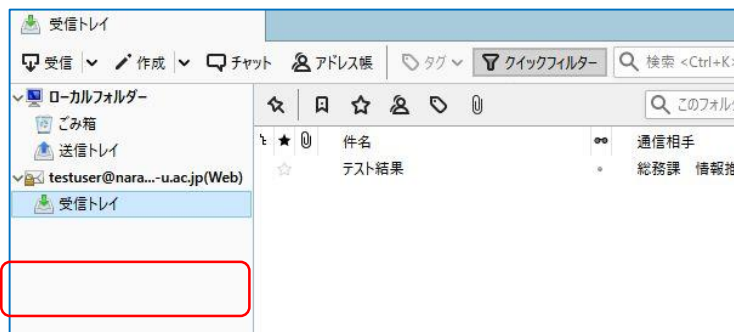 受信トレイ
受信 作成 チャット アドレス帳 タグ クイックフィルター 検索 <Ctrl+K>
ローカルフォルダー
ごみ箱
送信トレイ
testuser@nara...-u.ac.jp(Web)
受信トレイ
このフォル
件名 通信相手
テスト結果 総務課 情報推